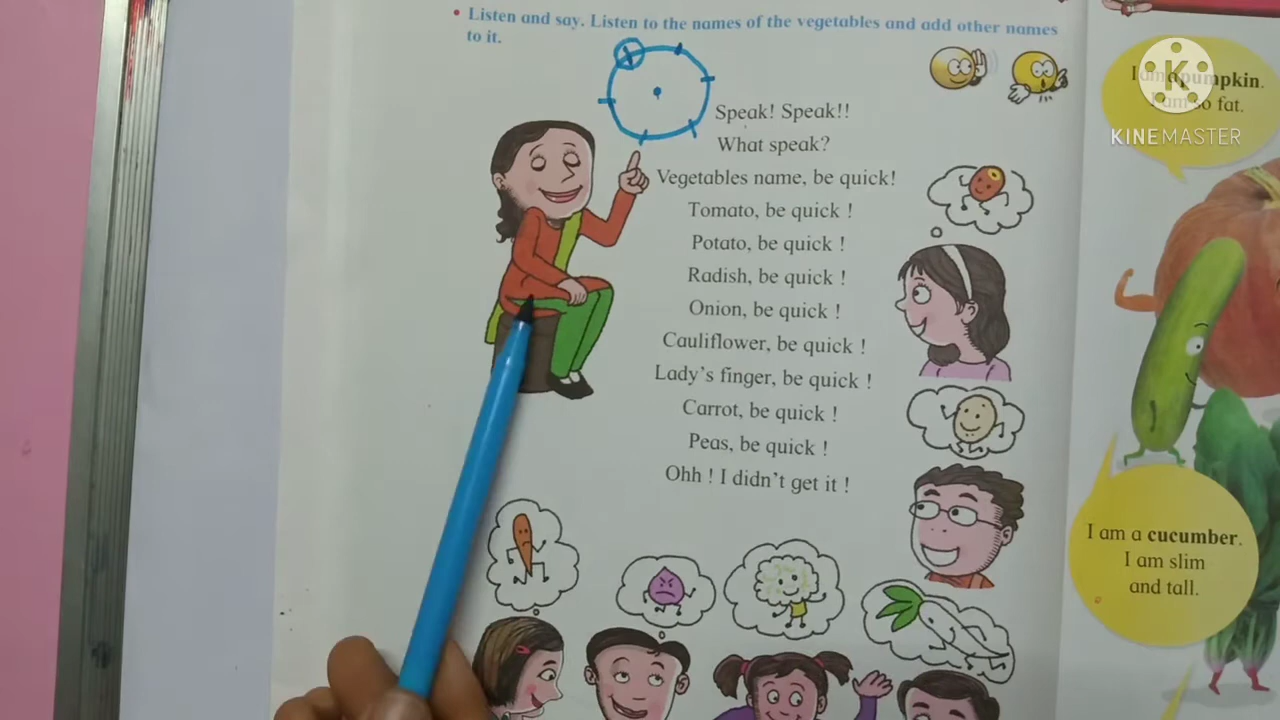 • Listen and say. Listen to the names of the vegetables and add other names
to it.
Speak! Speak!!
What speak?
Vegetables name, be quick!
Tomato, be quick !
Potato, be quick !
Radish, be quick !
Onion, be quick !
Cauliflower, be quick !
Lady's finger, be quick !
Carrot, be quick !
Peas, be quick !
Ohh ! I didn't get it !
I am a pumpkin.
I am so fat.
K
KINEMASTER
I am a cucumber.
I am slim
and tall.